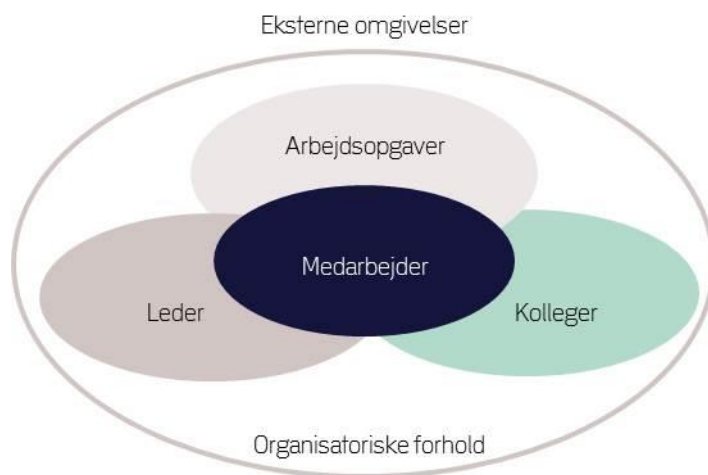 Eksterne omgivelser
Arbejdsopgaver
Medarbejder
Leder
Kolleger
Organisatoriske forhold